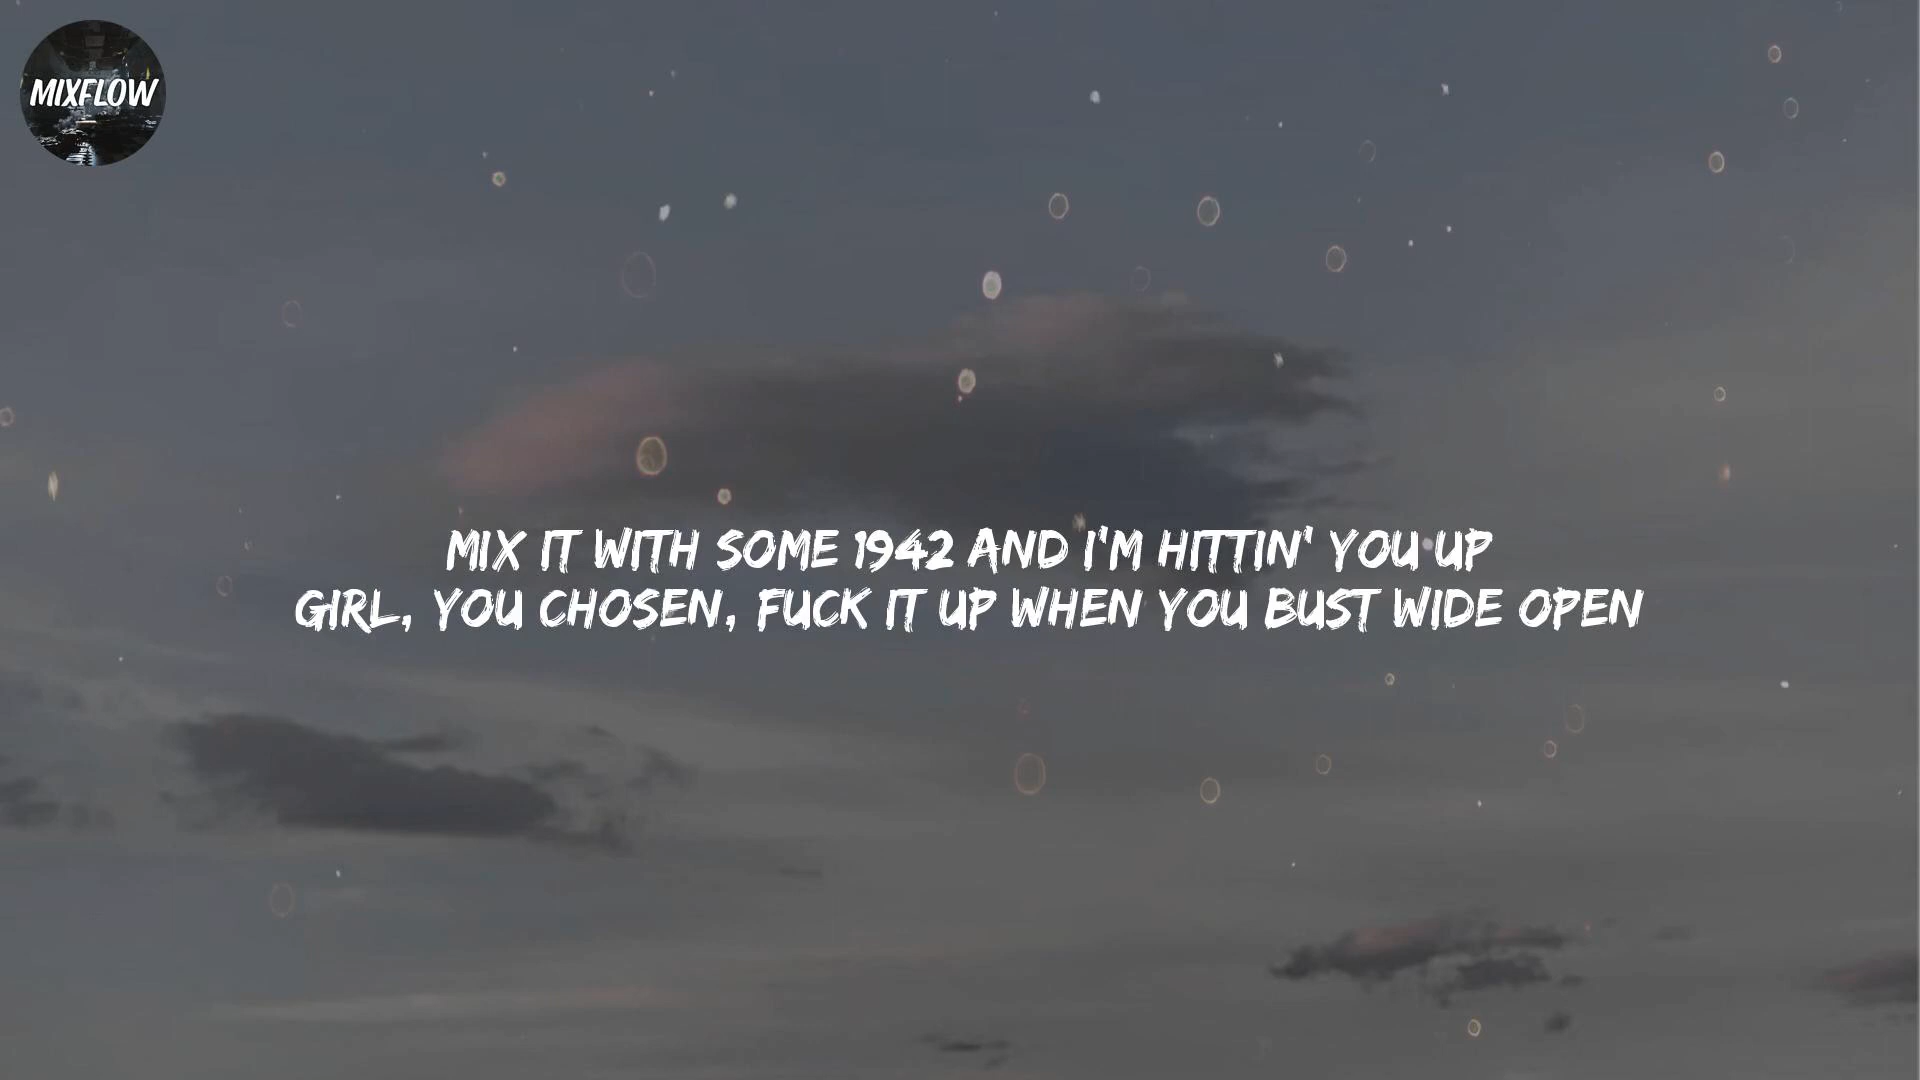 MIXFLOW
MIX IT WITH SOME 1942 AND I'M HITTIN' YOU UP
GIRL, YOU CHOSEN, FUCK IT UP WHEN YOU BUST WIDE OPEN